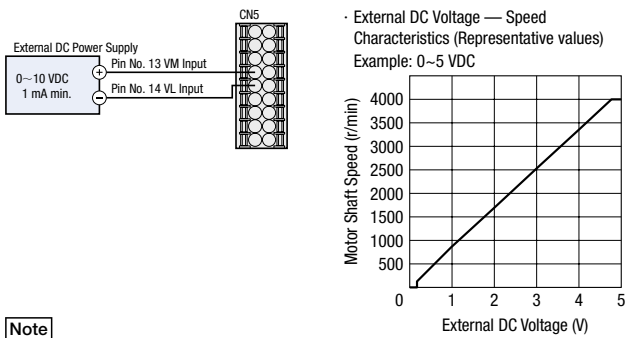 CN5
External DC Power Supply
0~10 VDC
1 mA min.
+
−
Pin No. 13 VM Input
Pin No. 14 VL Input
· External DC Voltage — Speed
Characteristics (Representative values)
Example: 0~5 VDC
Motor Shaft Speed (r/min)
4000
3500
3000
2500
2000
1500
1000
500
0 1 2 3 4 5
External DC Voltage (V)
Note